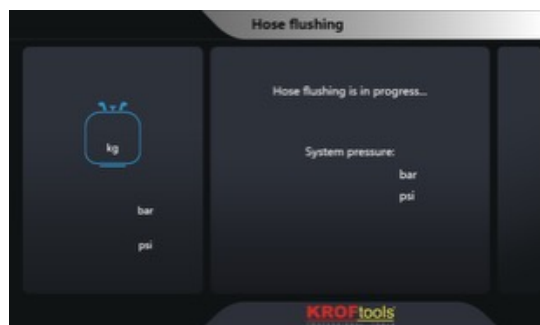 Hose flushing
kg
bar
psi
Hose flushing is in progress...
System pressure:
bar
psi
KROFtools